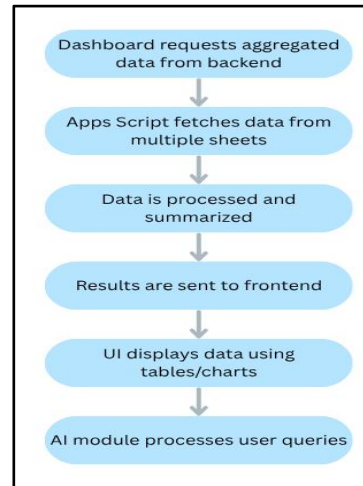 Dashboard requests aggregated
data from backend
Apps Script fetches data from
multiple sheets
Data is processed and
summarized
Results are sent to frontend
UI displays data using
tables/charts
AI module processes user queries